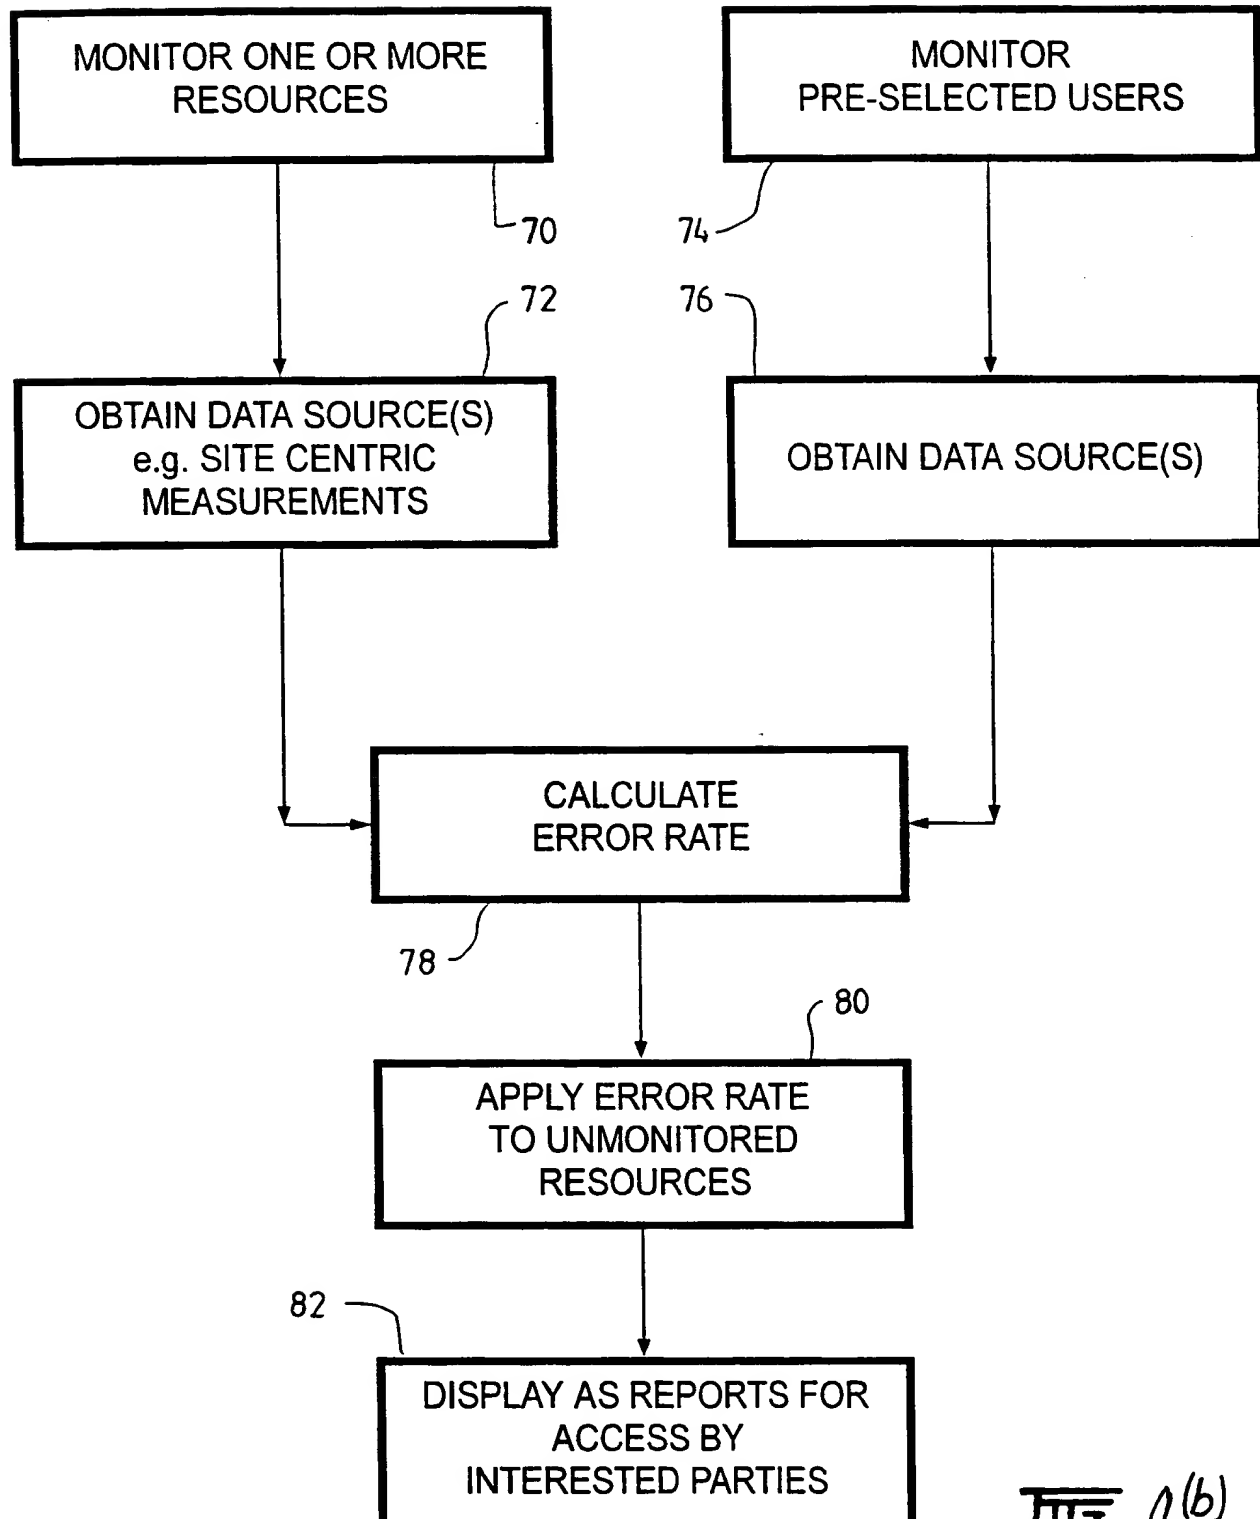 MONITOR ONE OR MORE
RESOURCES
MONITOR
PRE-SELECTED USERS
70
74
72
76
OBTAIN DATA SOURCE(S)
e.g. SITE CENTRIC
MEASUREMENTS
OBTAIN DATA SOURCE(S)
CALCULATE
ERROR RATE
78
80
APPLY ERROR RATE
TO UNMONITORED
RESOURCES
82
DISPLAY AS REPORTS FOR
ACCESS BY
INTERESTED PARTIES
(b)